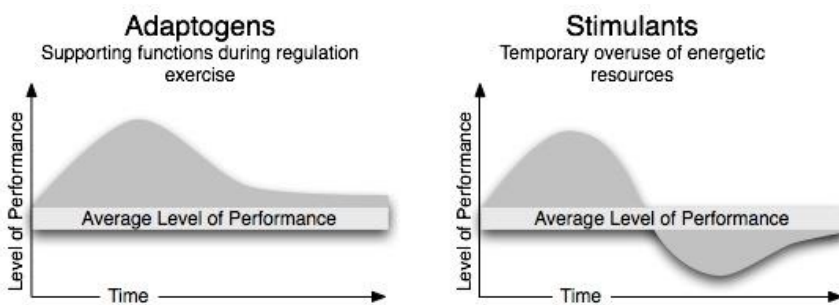 Adaptogens
Supporting functions during regulation
exercise
Level of Performance
Average Level of Performance
Time
Stimulants
Temporary overuse of energetic
resources
Level of Performance
Average Level of Performance
Time